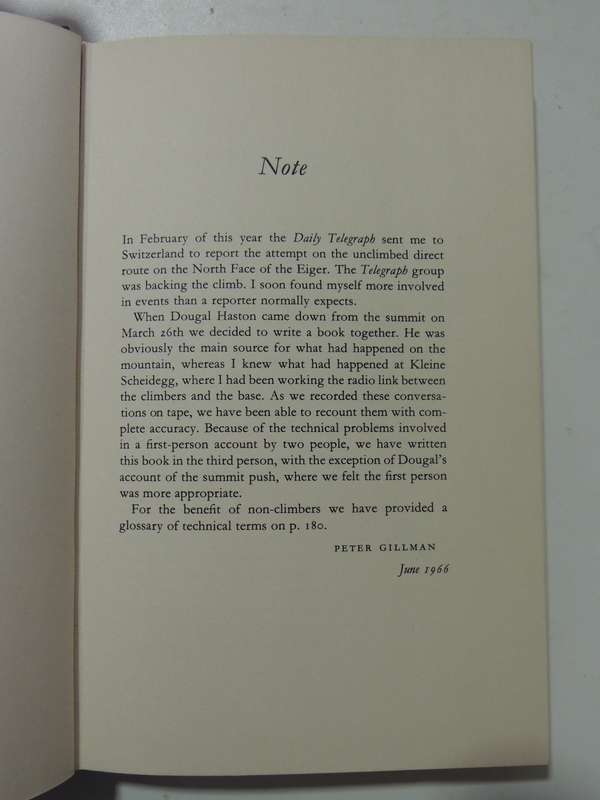 Note
In February of this year the Daily Telegraph sent me to
Switzerland to report the attempt on the unclimbed direct
route on the North Face of the Eiger. The Telegraph group
was backing the climb. I soon found myself more involved
in events than a reporter normally expects.
When Dougal Haston came down from the summit on
March 26th we decided to write a book together. He was
obviously the main source for what had happened on the
mountain, whereas I knew what had happened at Kleine
Scheidegg, where I had been working the radio link between
the climbers and the base. As we recorded these conversa-
tions on tape, we have been able to recount them with com-
plete accuracy. Because of the technical problems involved
in a first-person account by two people, we have written
this book in the third person, with the exception of Dougal's
account of the summit push, where we felt the first person
was more appropriate.
For the benefit of non-climbers we have provided a
glossary of technical terms on p. 180.
PETER GILLMAN
June 1966